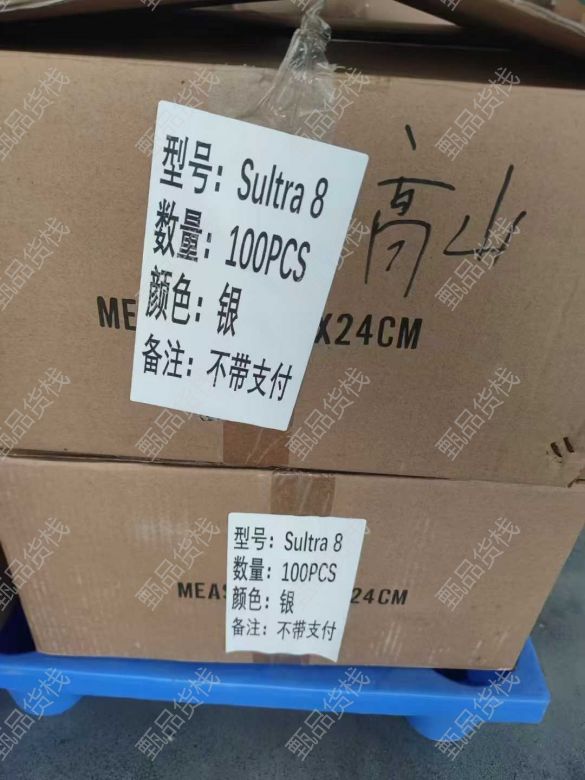 型号：Sultra 8
数量：100PCS
颜色：银
备注：不带支付
高山
ME
X24CM
型号：Sultra 8
数量：100PCS
颜色：银
备注：不带支付
MEAS
24CM
甄品货栈